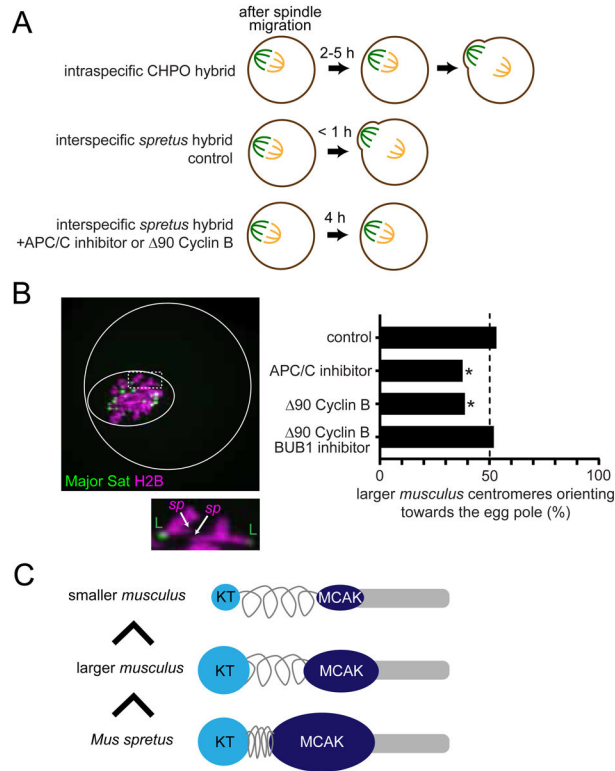 A
after spindle
migration
intraspecific CHPO hybrid
2-5 h
interspecific spretus hybrid
control
< 1 h
interspecific spretus hybrid
+APC/C inhibitor or Δ90 Cyclin B
4 h
B
Major Sat H2B
sp
sp
L
L
control
APC/C inhibitor
*
Δ90 Cyclin B
*
Δ90 Cyclin B
BUB1 inhibitor
0 50 100
larger musculus centromeres orienting
towards the egg pole (%)
C
smaller musculus
KT
MCAK
larger musculus
KT
MCAK
Mus spretus
KT
MCAK